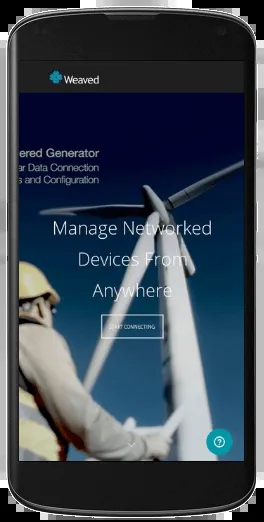 Weaved
ered Generator
ar Data Connection
s and Configuration
Manage Networked
Devices From
Anywhere
START CONNECTING
?